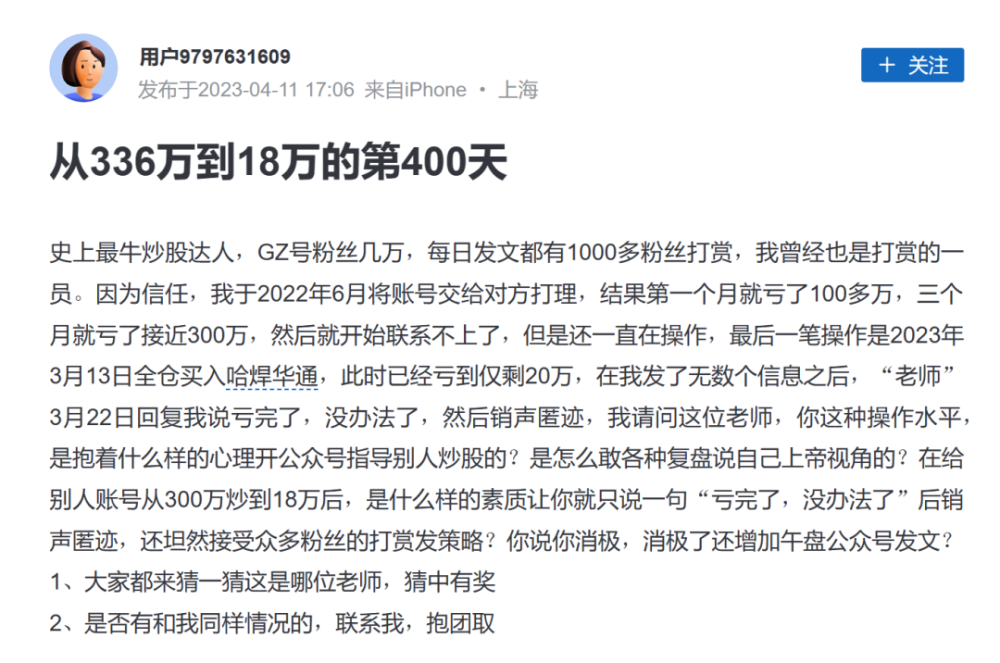 用户9797631609
发布于2023-04-11 17:06 来自iPhone · 上海
+ 关注
从336万到18万的第400天
史上最牛炒股达人，GZ号粉丝几万，每日发文都有1000多粉丝打赏，我曾经也是打赏的一
员。因为信任，我于2022年6月将账号交给对方打理，结果第一个月就亏了100多万，三个
月就亏了接近300万，然后就开始联系不上了，但是还一直在操作，最后一笔操作是2023年
3月13日全仓买入哈焊华通，此时已经亏到仅剩20万，在我发了无数个信息之后，“老师”
3月22日回复我说亏完了，没办法了，然后销声匿迹，我请问这位老师，你这种操作水平，
是抱着什么样的心理开公众号指导别人炒股的？是怎么敢各种复盘说自己上帝视角的？在给
别人账号从300万炒到18万后，是什么样的素质让你就只说一句“亏完了，没办法了”后销
声匿迹，还坦然接受众多粉丝的打赏发策略？你说你消极，消极了还增加午盘公众号发文？
1、大家都来猜一猜这是哪位老师，猜中有奖
2、是否有和我同样情况的，联系我，抱团取